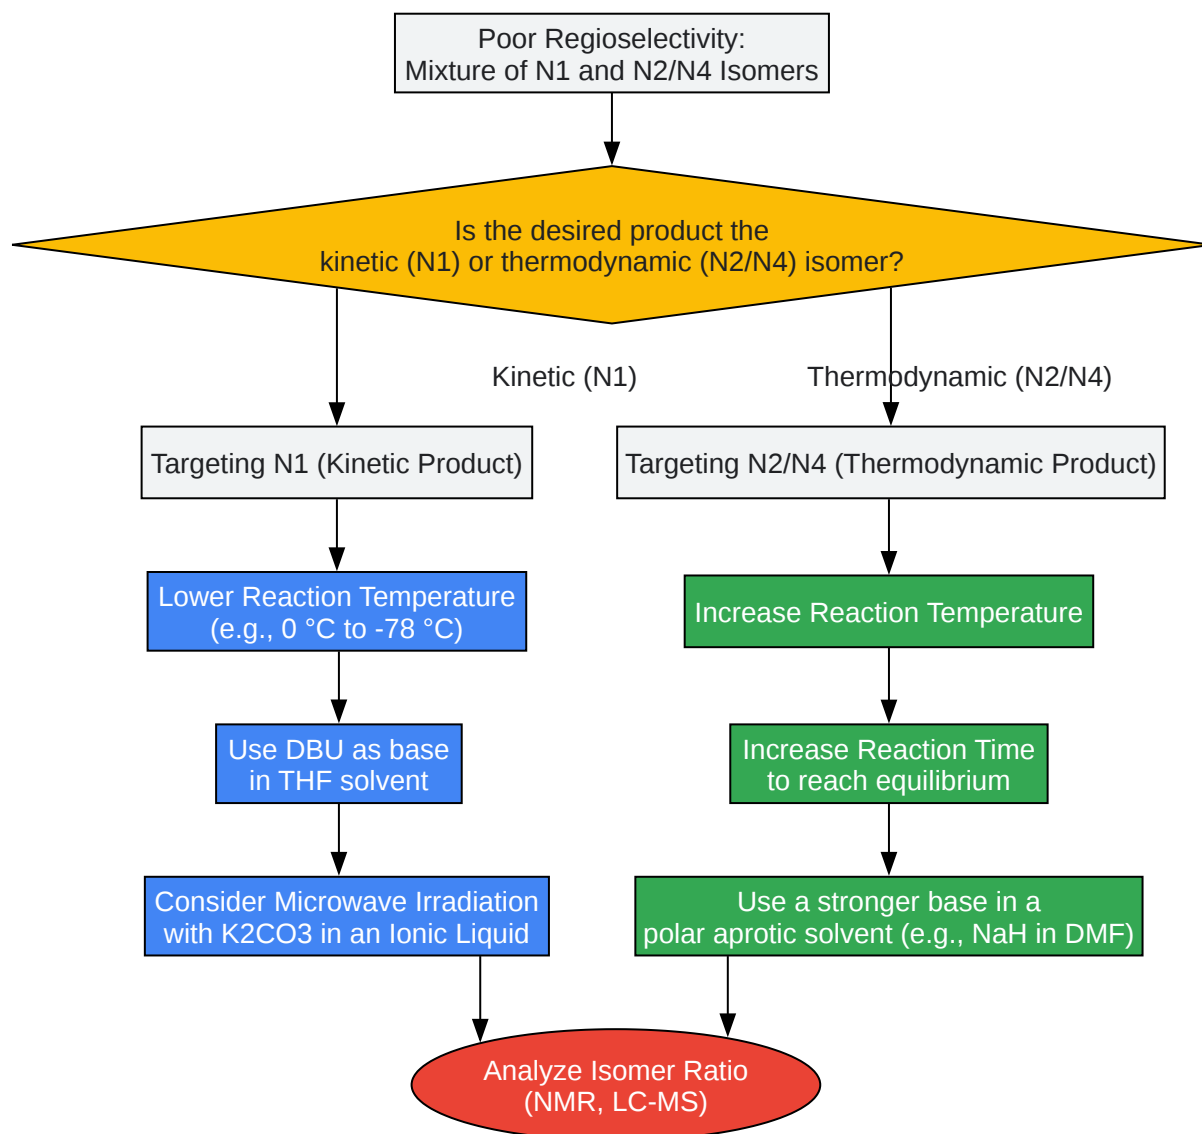 Poor Regioselectivity:
Mixture of N1 and N2/N4 Isomers
Is the desired product the
kinetic (N1) or thermodynamic (N2/N4) isomer?
Kinetic (N1)
Thermodynamic (N2/N4)
Targeting N1 (Kinetic Product)
Targeting N2/N4 (Thermodynamic Product)
Lower Reaction Temperature
(e.g., 0 °C to -78 °C)
Increase Reaction Temperature
Use DBU as base
in THF solvent
Increase Reaction Time
to reach equilibrium
Consider Microwave Irradiation
with K2CO3 in an Ionic Liquid
Use a stronger base in a
polar aprotic solvent (e.g., NaH in DMF)
Analyze Isomer Ratio
(NMR, LC-MS)